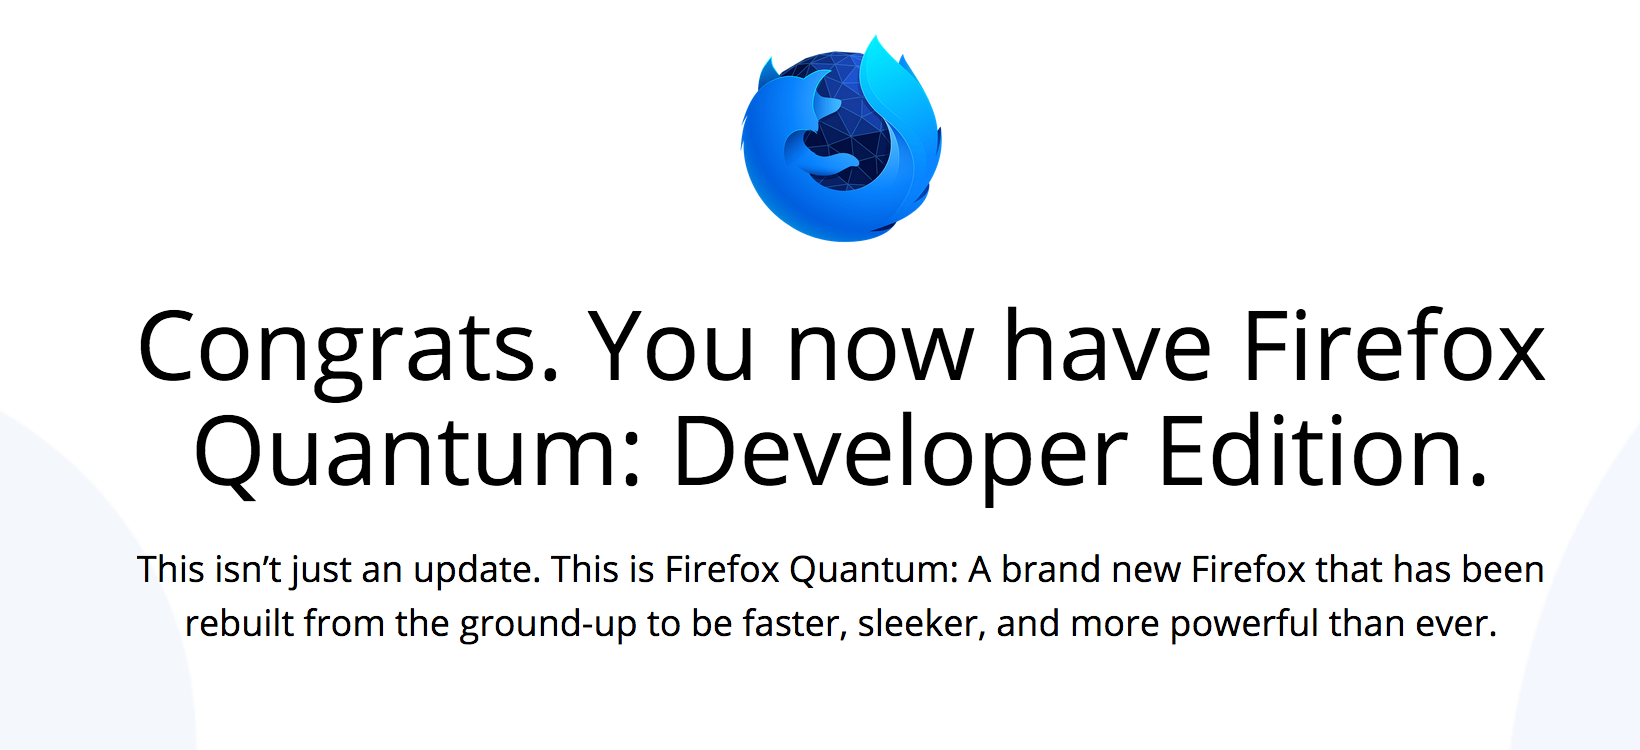 Congrats. You now have Firefox
Quantum: Developer Edition.
This isn’t just an update. This is Firefox Quantum: A brand new Firefox that has been
rebuilt from the ground-up to be faster, sleeker, and more powerful than ever.